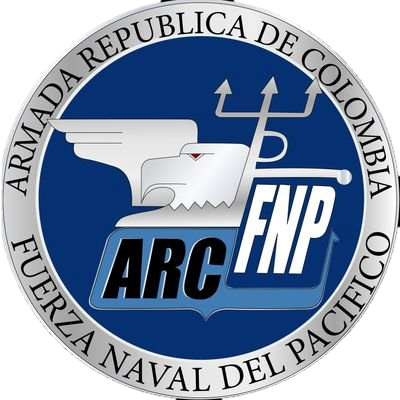 ARMADA REPUBLICA DE COLOMBIA
ARC
FNP
FUERZA NAVAL DEL PACIFICO